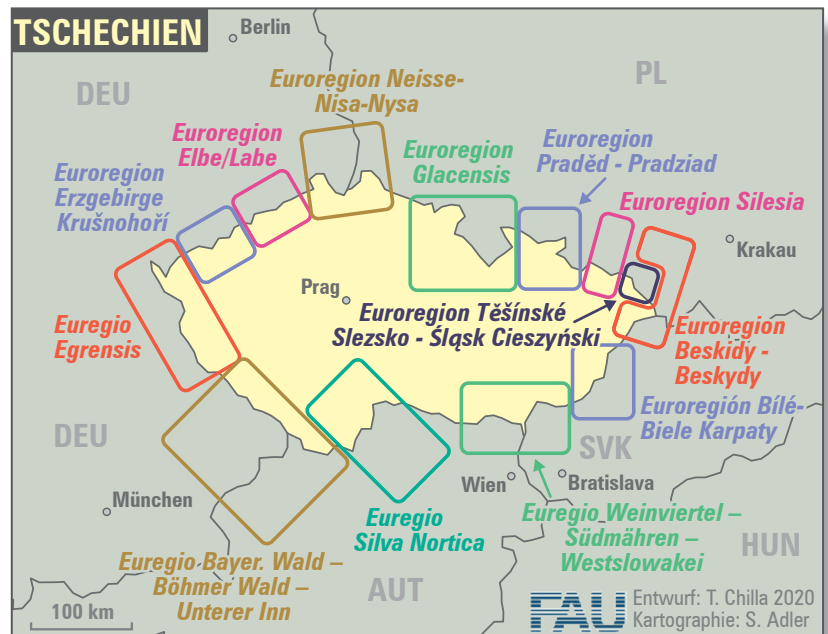 TSCHECHIEN
Berlin
DEU
PL
Euroregion Neisse-
Nisa-Nysa
Euroregion
Elbe/Labe
Euroregion
Glacensis
Euroregion
Praděd - Pradziad
Euroregion
Erzgebirge
Krušnohoří
Euroregion Silesia
Krakau
Prag
Euregio
Egrensis
Euroregion Těšínské
Slezsko - Śląsk Cieszyński
Euroregion
Beskidy -
Beskydy
Euroregión Bílé-
Biele Karpaty
DEU
SVK
Wien
Bratislava
München
Euregio
Silva Nortica
Euregio Weinviertel –
Südmähren –
Westslowakei
HUN
Euregio Bayer. Wald –
Böhmer Wald –
Unterer Inn
AUT
100 km
FAU
Entwurf: T. Chilla 2020
Kartographie: S. Adler